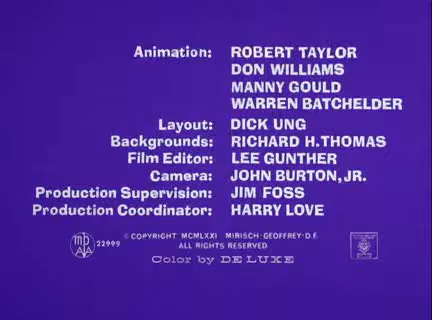 Animation: ROBERT TAYLOR
DON WILLIAMS
MANNY GOULD
WARREN BATCHELDER
Layout: DICK UNG
Backgrounds: RICHARD H. THOMAS
Film Editor: LEE GUNTHER
Camera: JOHN BURTON, JR.
Production Supervision: JIM FOSS
Production Coordinator: HARRY LOVE
MPAA 22999
© COPYRIGHT MCMLXXI MIRISCH-GEOFFREY-D.F.
ALL RIGHTS RESERVED
Color by DE LUXE